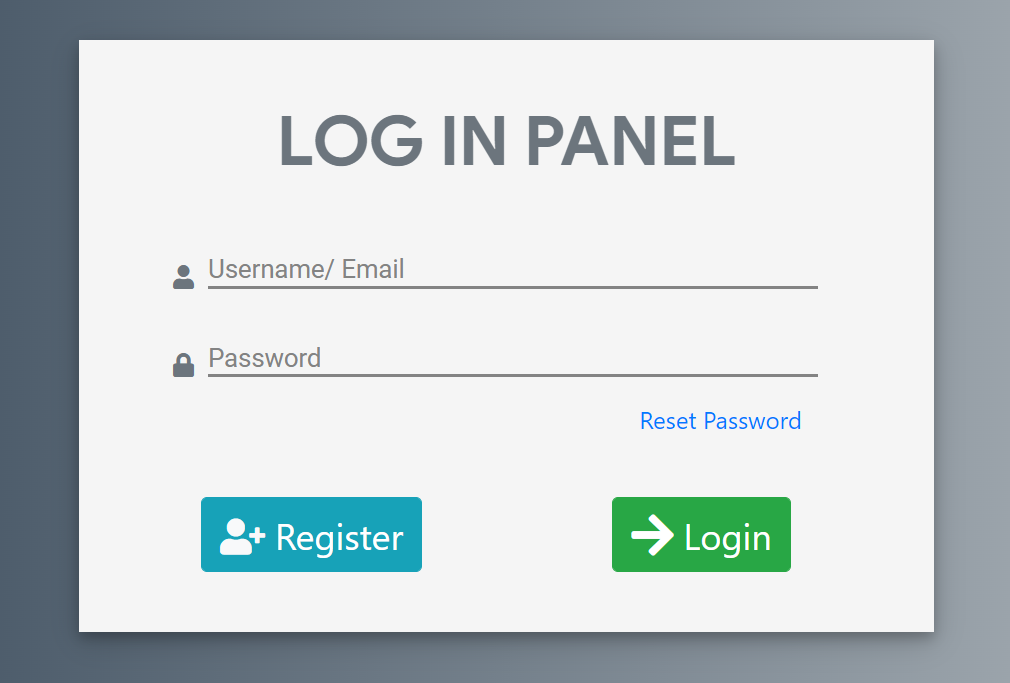 LOG IN PANEL
Username/ Email
Password
Reset Password
Register
Login